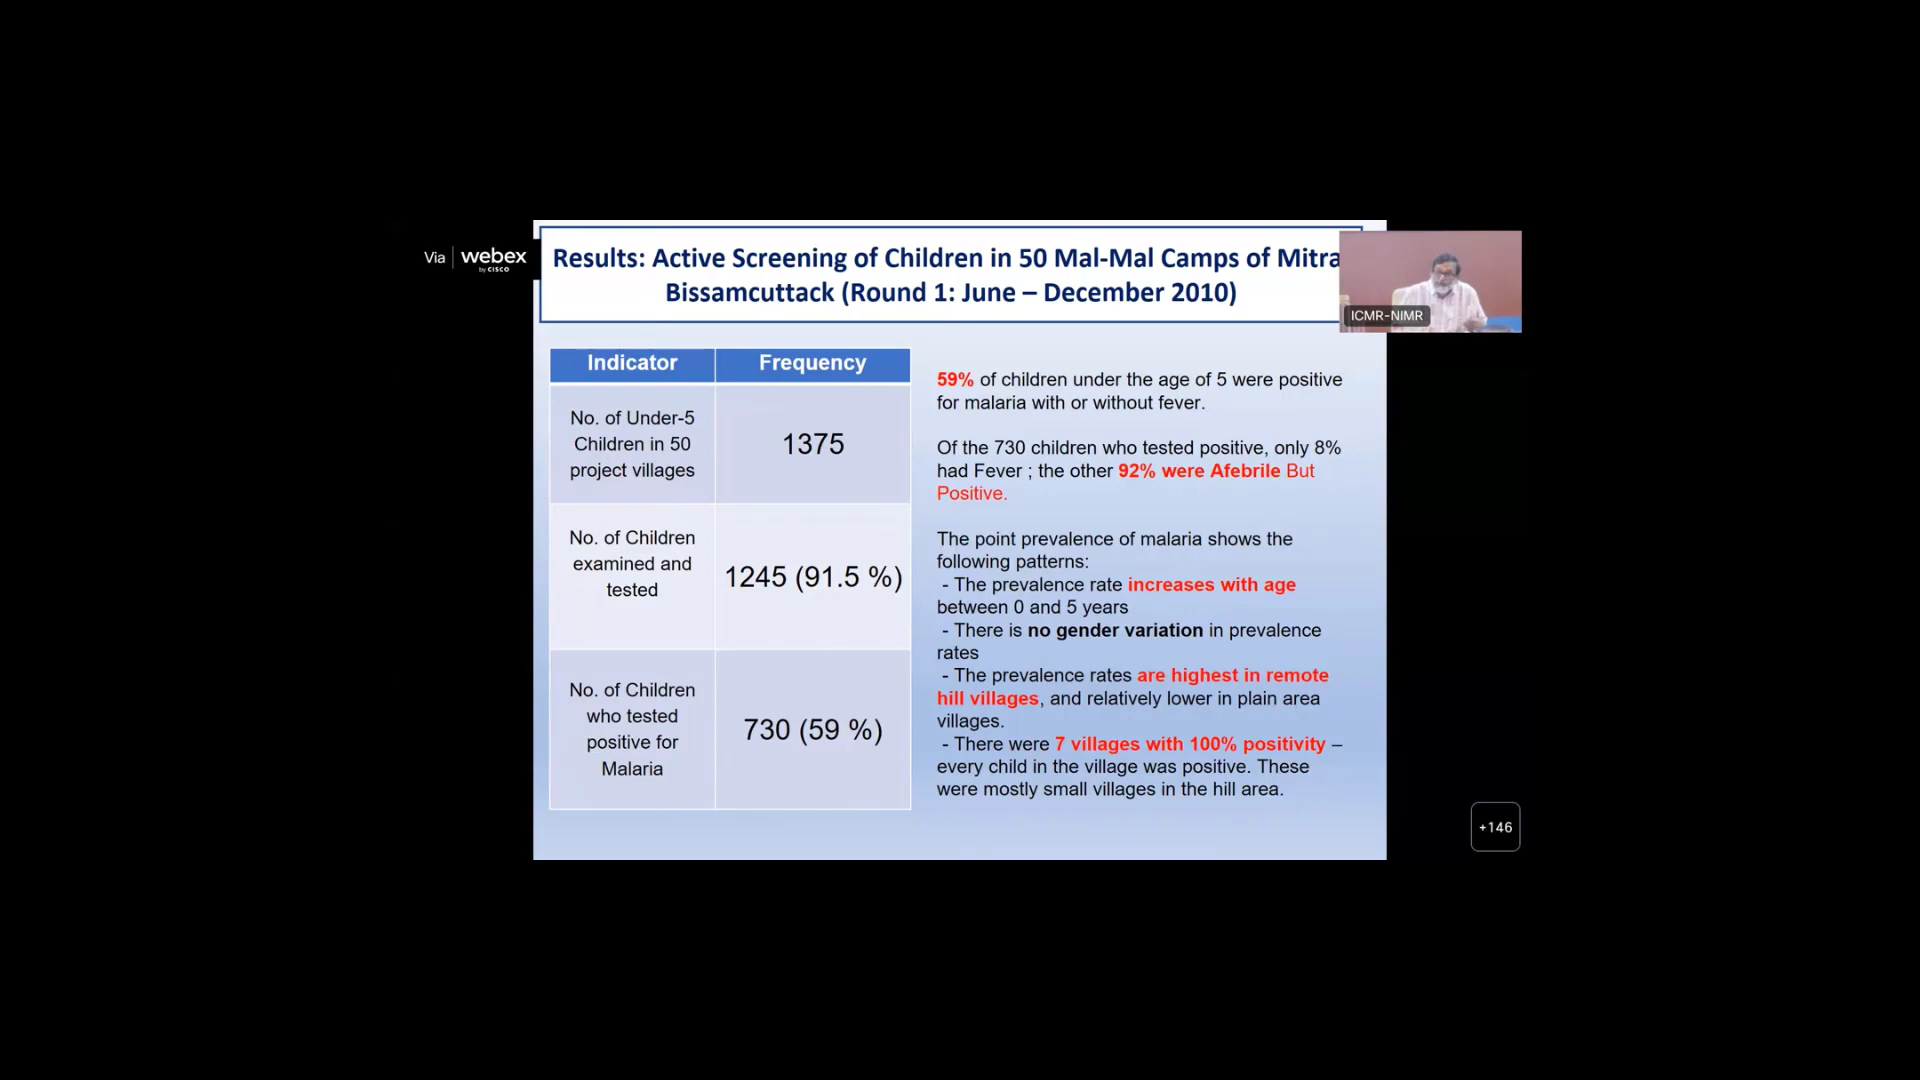 Via webex
by CISCO
Results: Active Screening of Children in 50 Mal-Mal Camps of Mitra
Bissamcuttack (Round 1: June – December 2010)
ICMR-NIMR
Indicator Frequency
No. of Under-5
Children in 50
project villages
1375
No. of Children
examined and
tested
1245 (91.5 %)
No. of Children
who tested
positive for
Malaria
730 (59 %)
59% of children under the age of 5 were positive
for malaria with or without fever.
Of the 730 children who tested positive, only 8%
had Fever ; the other 92% were Afebrile But
Positive.
The point prevalence of malaria shows the
following patterns:
- The prevalence rate increases with age
between 0 and 5 years
- There is no gender variation in prevalence
rates
- The prevalence rates are highest in remote
hill villages, and relatively lower in plain area
villages.
- There were 7 villages with 100% positivity –
every child in the village was positive. These
were mostly small villages in the hill area.
+146